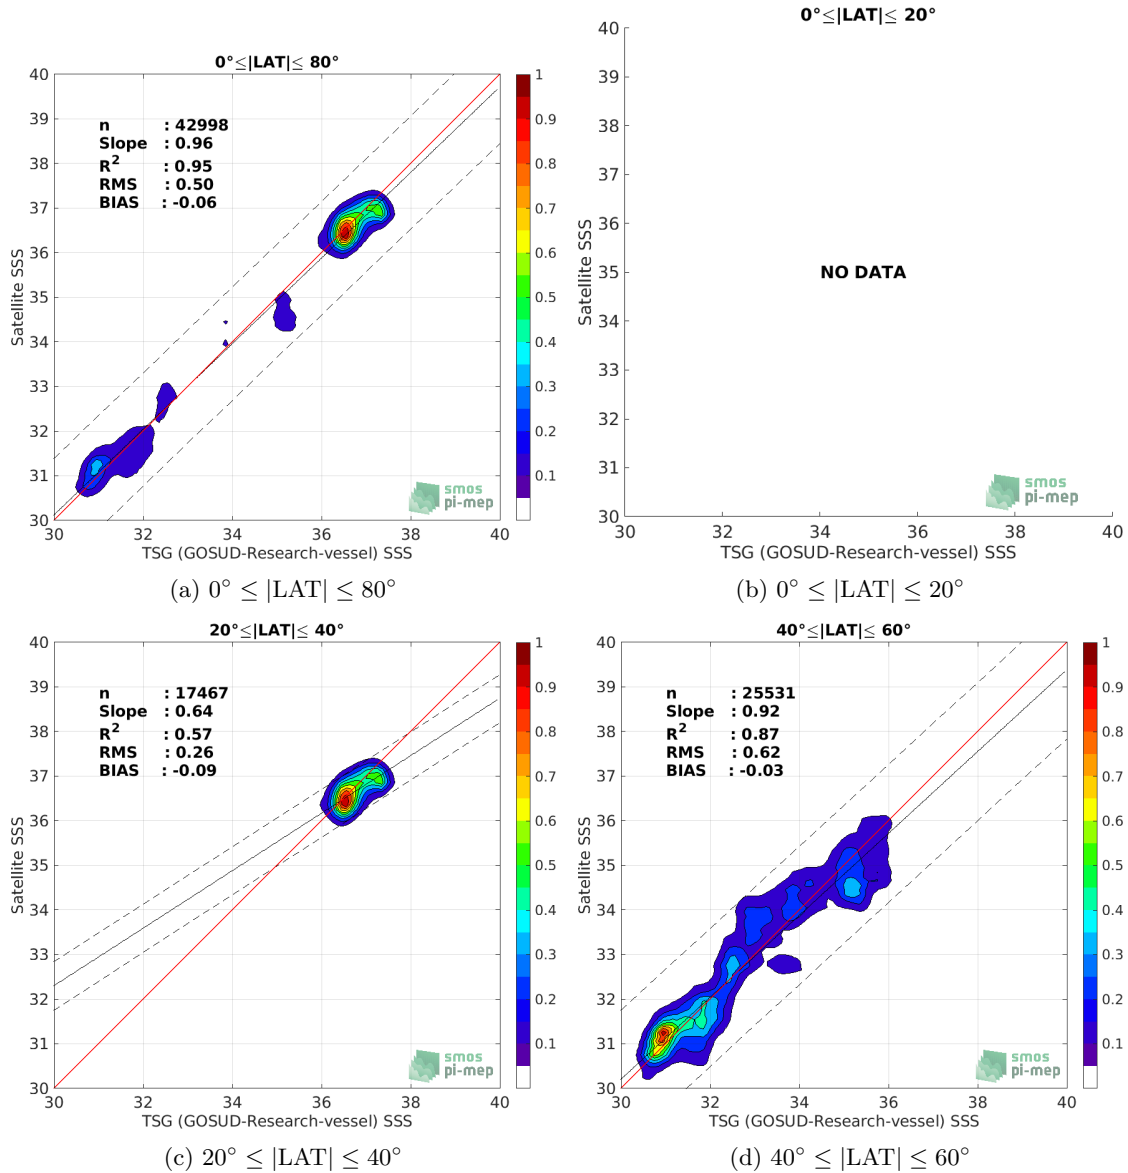 0°≤|LAT|≤ 80°
n : 42998
Slope : 0.96
R2 : 0.95
RMS : 0.50
BIAS : -0.06
40
39
38
37
36
35
34
33
32
31
30
30 32 34 36 38 40
Satellite SSS
TSG (GOSUD-Research-vessel) SSS
1
0.9
0.8
0.7
0.6
0.5
0.4
0.3
0.2
0.1
smos
pi-mep
(a) 0° ≤ |LAT| ≤ 80°
0°≤|LAT|≤ 20°
NO DATA
40
39
38
37
36
35
34
33
32
31
30
30 32 34 36 38 40
Satellite SSS
TSG (GOSUD-Research-vessel) SSS
smos
pi-mep
(b) 0° ≤ |LAT| ≤ 20°
20°≤|LAT|≤ 40°
n : 17467
Slope : 0.64
R2 : 0.57
RMS : 0.26
BIAS : -0.09
40
39
38
37
36
35
34
33
32
31
30
30 32 34 36 38 40
Satellite SSS
TSG (GOSUD-Research-vessel) SSS
1
0.9
0.8
0.7
0.6
0.5
0.4
0.3
0.2
0.1
smos
pi-mep
(c) 20° ≤ |LAT| ≤ 40°
40°≤|LAT|≤ 60°
n : 25531
Slope : 0.92
R2 : 0.87
RMS : 0.62
BIAS : -0.03
40
39
38
37
36
35
34
33
32
31
30
30 32 34 36 38 40
Satellite SSS
TSG (GOSUD-Research-vessel) SSS
1
0.9
0.8
0.7
0.6
0.5
0.4
0.3
0.2
0.1
smos
pi-mep
(d) 40° ≤ |LAT| ≤ 60°